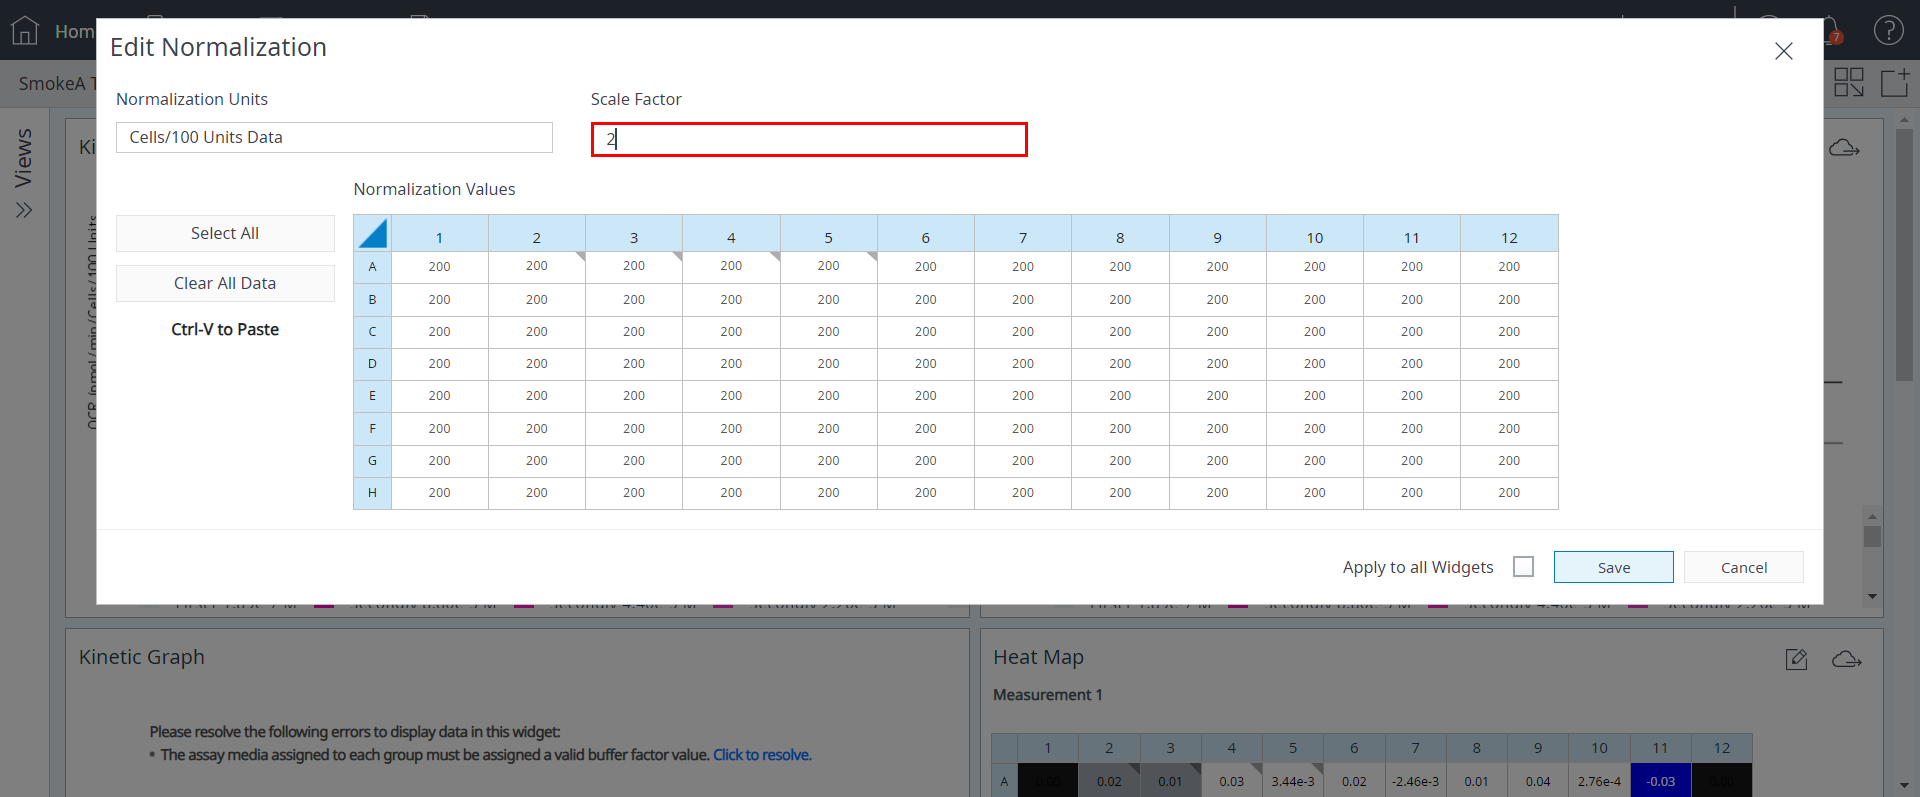 Hom
7
?
Edit Normalization
SmokeA T
Normalization Units
Scale Factor
Cells/100 Units Data
2
Views
Ki
Normalization Values
Select All
Clear All Data
Ctrl-V to Paste
1 2 3 4 5 6 7 8 9 10 11 12
A 200 200 200 200 200 200 200 200 200 200 200 200
B 200 200 200 200 200 200 200 200 200 200 200 200
C 200 200 200 200 200 200 200 200 200 200 200 200
D 200 200 200 200 200 200 200 200 200 200 200 200
E 200 200 200 200 200 200 200 200 200 200 200 200
F 200 200 200 200 200 200 200 200 200 200 200 200
G 200 200 200 200 200 200 200 200 200 200 200 200
H 200 200 200 200 200 200 200 200 200 200 200 200
Apply to all Widgets
Save
Cancel
Kinetic Graph
Please resolve the following errors to display data in this widget:
• The assay media assigned to each group must be assigned a valid buffer factor value. Click to resolve.
Heat Map
Measurement 1
1 2 3 4 5 6 7 8 9 10 11 12
A 0.00 0.02 0.01 0.03 3.44e-3 0.02 -2.46e-3 0.01 0.04 2.76e-4 -0.03